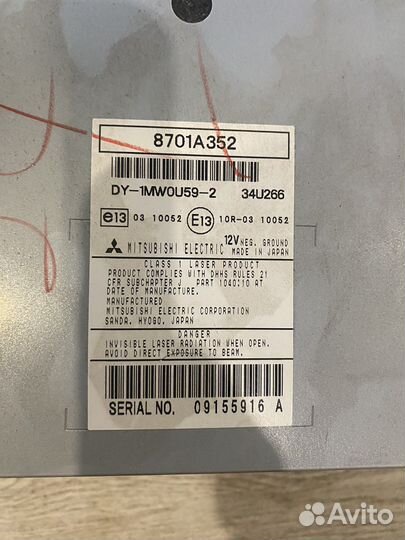 8701A352
DY-1MW0U59-2 34U266
e13 03 10052 E13 10R-03 10052
MITSUBISHI ELECTRIC 12V NEG. GROUND MADE IN JAPAN
CLASS 1 LASER PRODUCT
PRODUCT COMPLIES WITH DHHS RULES 21
CFR SUBCHAPTER J PART 1040:10 AT
DATE OF MANUFACTURE.
MANUFACTURED
MITSUBISHI ELECTRIC CORPORATION
SANDA, HYOGO, JAPAN
DANGER
INVISIBLE LASER RADIATION WHEN OPEN.
AVOID DIRECT EXPOSURE TO BEAM.
SERIAL NO. 09155916 A
Avito